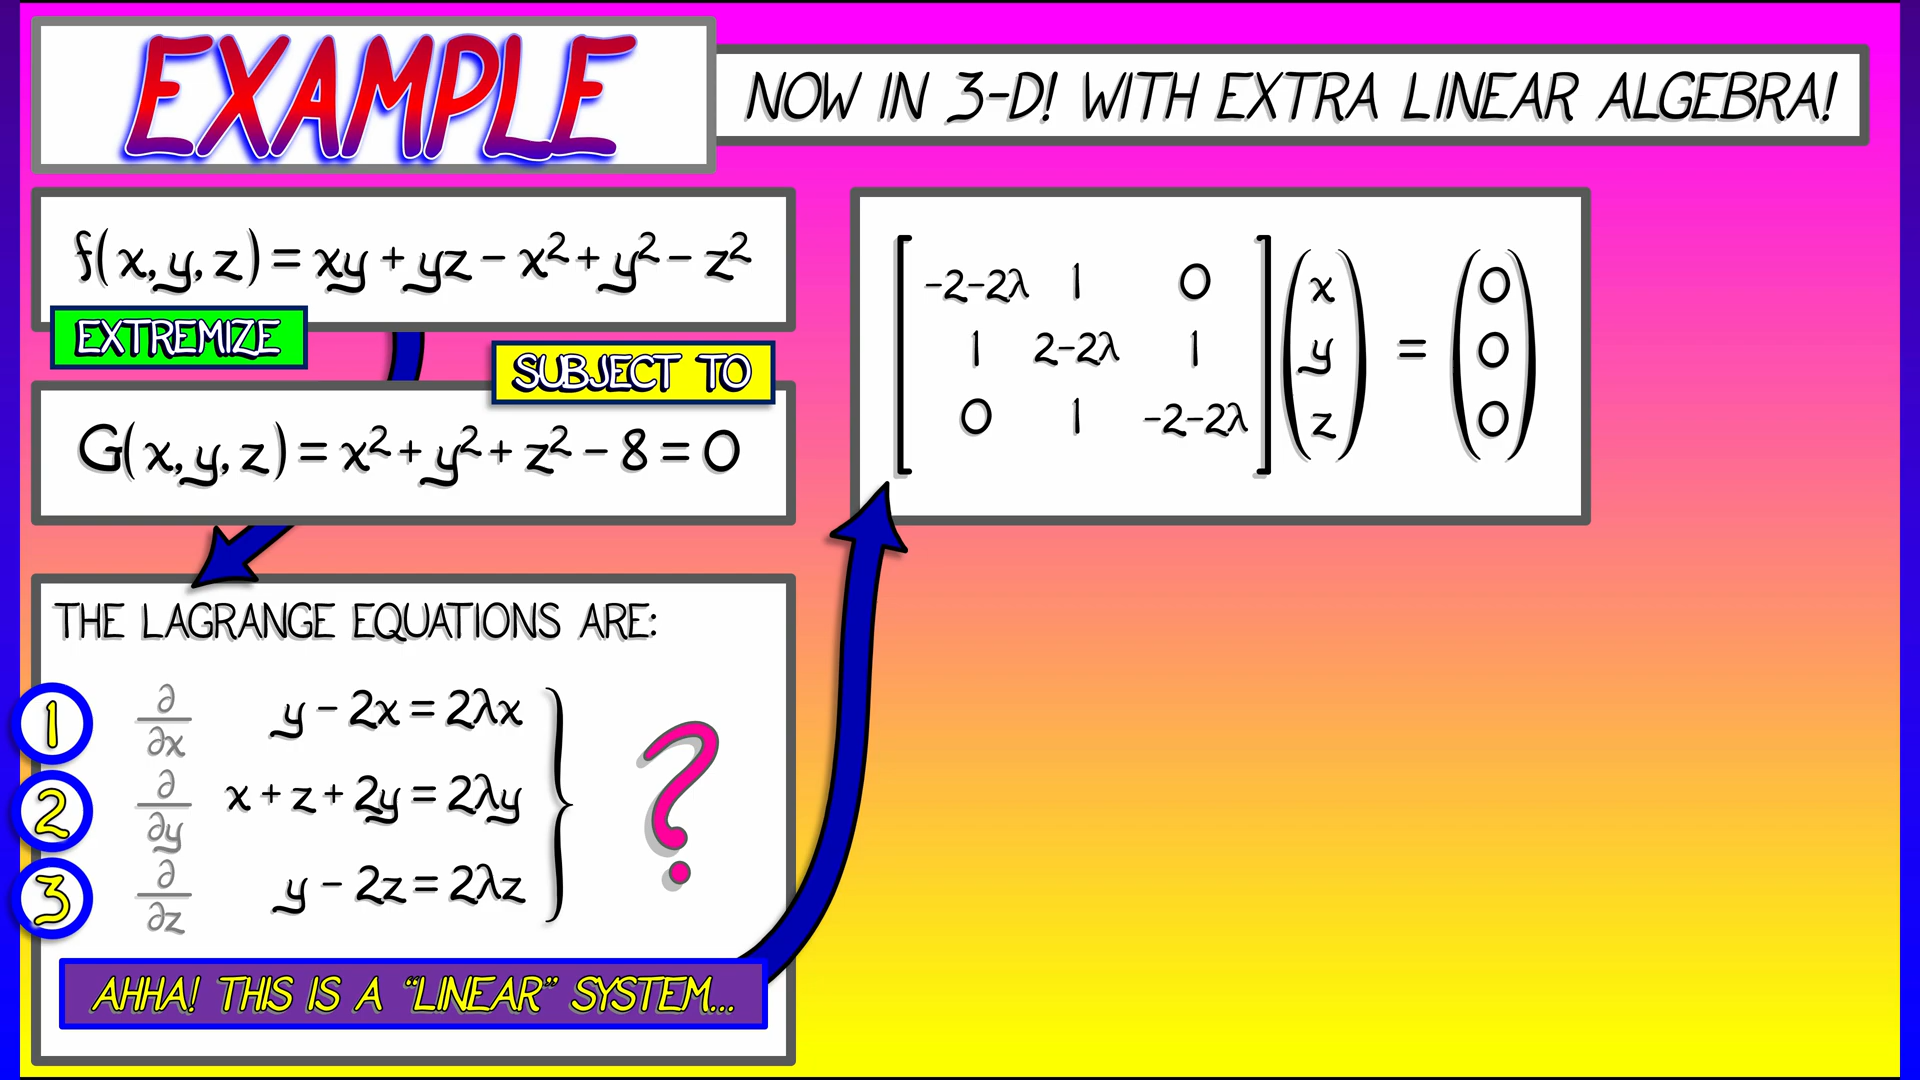 EXAMPLE
NOW IN 3-D! WITH EXTRA LINEAR ALGEBRA!
f(x,y,z) = xy + yz − x² + y² − z²
EXTREMIZE
SUBJECT TO
G(x,y,z) = x² + y² + z² − 8 = 0
THE LAGRANGE EQUATIONS ARE:
1 ∂/∂x y − 2x = 2λx
2 ∂/∂y x + z + 2y = 2λy
3 ∂/∂z y − 2z = 2λz
?
AHHA! THIS IS A “LINEAR” SYSTEM...
-2-2λ 1 0 x 0
1 2-2λ 1 y = 0
0 1 -2-2λ z 0